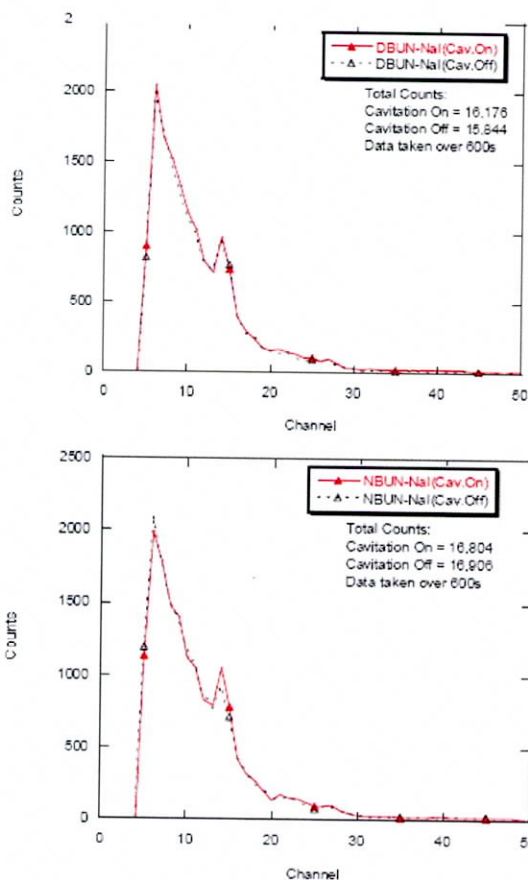 2
DBUN-NaI(Cav.On)
DBUN-NaI(Cav.Off)
Total Counts:
Cavitation On = 16,176
Cavitation Off = 15,844
Data taken over 600s
2000
1500
1000
500
0
Counts
0 10 20 30 40 50
Channel
2500
NBUN-NaI(Cav.On)
NBUN-NaI(Cav.Off)
Total Counts:
Cavitation On = 16,804
Cavitation Off = 16,906
Data taken over 600s
2000
1500
1000
500
0
Counts
0 10 20 30 40 50
Channel